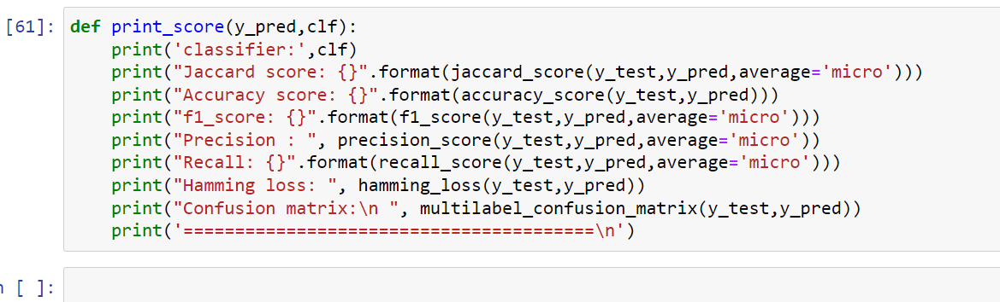 [61]: def print_score(y_pred,clf):
    print('classifier:',clf)
    print("Jaccard score: {}".format(jaccard_score(y_test,y_pred,average='micro')))
    print("Accuracy score: {}".format(accuracy_score(y_test,y_pred)))
    print("f1_score: {}".format(f1_score(y_test,y_pred,average='micro')))
    print("Precision : ", precision_score(y_test,y_pred,average='micro'))
    print("Recall: {}".format(recall_score(y_test,y_pred,average='micro')))
    print("Hamming loss: ", hamming_loss(y_test,y_pred))
    print("Confusion matrix:\n ", multilabel_confusion_matrix(y_test,y_pred))
    print('========================================\n')
n [ ]: